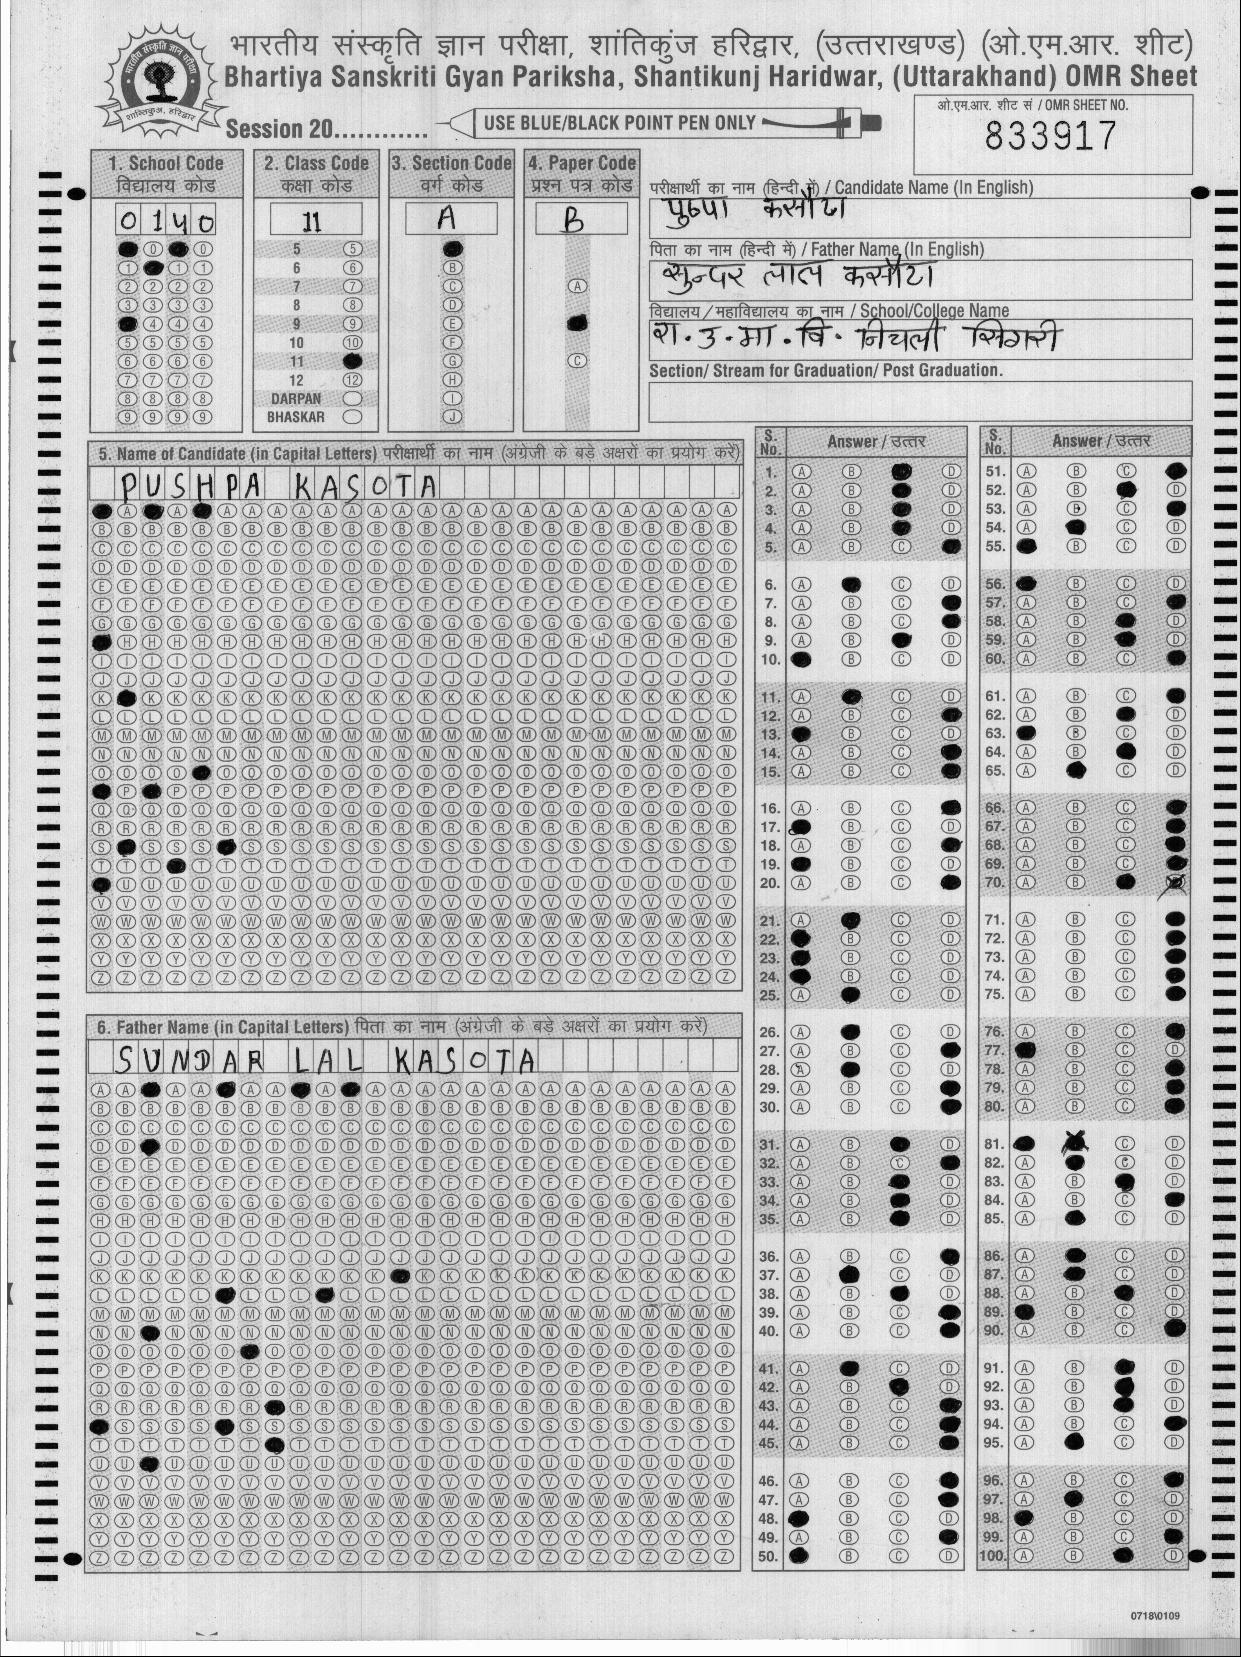 भारतीय संस्कृति ज्ञान परीक्षा, शांतिकुंज हरिद्वार, (उत्तराखण्ड) (ओ.एम.आर. शीट)
Bhartiya Sanskriti Gyan Pariksha, Shantikunj Haridwar, (Uttarakhand) OMR Sheet
Session 20............
USE BLUE/BLACK POINT PEN ONLY
ओ.एम.आर. शीट सं / OMR SHEET NO.
833917
1. School Code
विद्यालय कोड
0140
2. Class Code
कक्षा कोड
11
5
6
7
8
9
10
11
12
DARPAN
BHASKAR
3. Section Code
वर्ग कोड
A
4. Paper Code
प्रश्न पत्र कोड
B
परीक्षार्थी का नाम (हिन्दी में) / Candidate Name (In English)
पुष्पा कसौटा
पिता का नाम (हिन्दी में) / Father Name (In English)
सुन्दर लाल कसौटा
विद्यालय / महाविद्यालय का नाम / School/College Name
रा.उ.मा.वि. निचली सिगरी
Section/ Stream for Graduation/ Post Graduation.
5. Name of Candidate (in Capital Letters) परीक्षार्थी का नाम (अंग्रेजी के बड़े अक्षरों का प्रयोग करें)
PUSHPA KASOTA
6. Father Name (in Capital Letters) पिता का नाम (अंग्रेजी के बड़े अक्षरों का प्रयोग करें)
SUNDAR LAL KASOTA
S. No. Answer / उत्तर
S. No. Answer / उत्तर
0718\0109